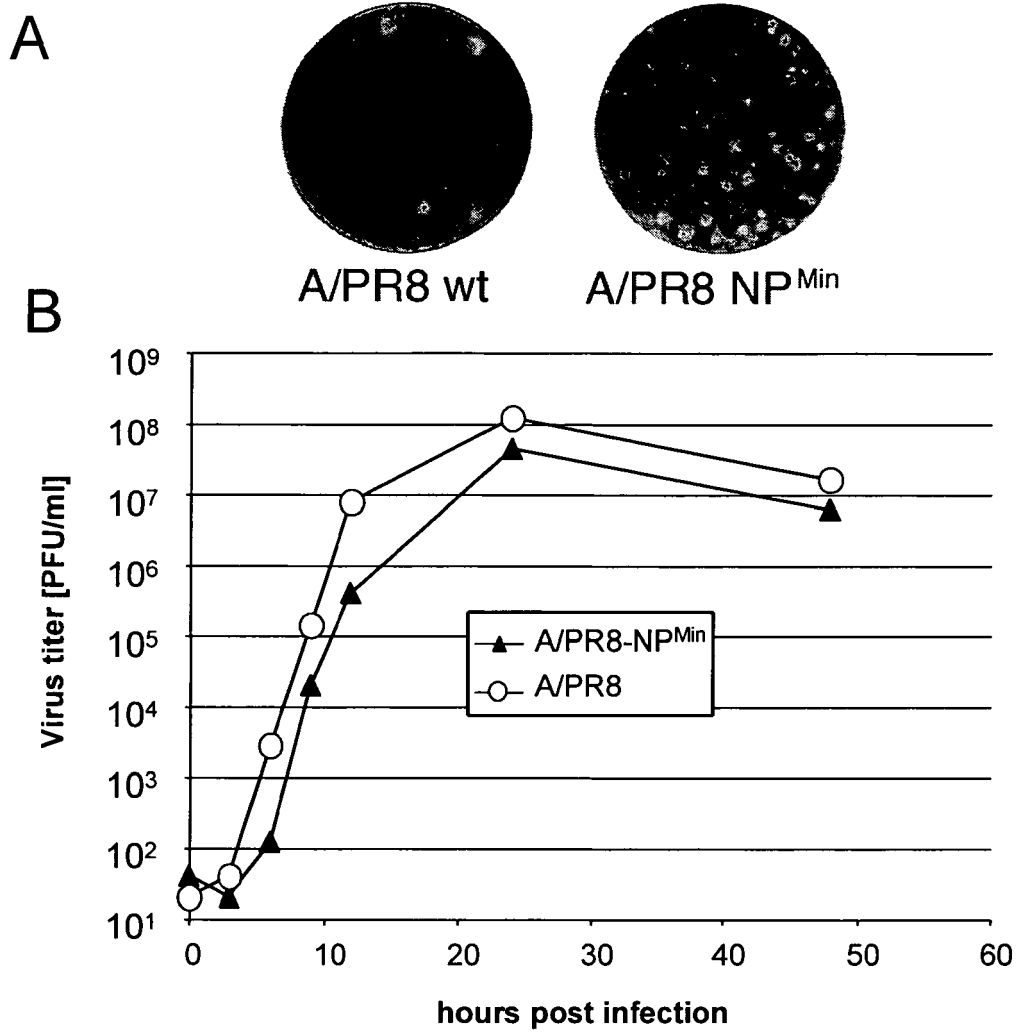 A
A/PR8 wt
A/PR8 NP^Min
B
10^9
10^8
10^7
10^6
10^5
10^4
10^3
10^2
10^1
Virus titer [PFU/ml]
A/PR8-NP^Min
A/PR8
0 10 20 30 40 50 60
hours post infection